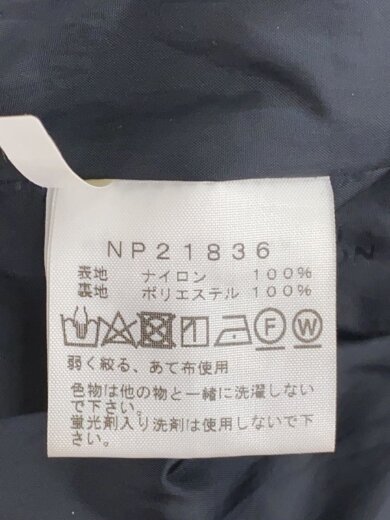 NP21836
表地 ナイロン 100%
裏地 ポリエステル 100%
F W
弱く絞る、あて布使用
色物は他の物と一緒に洗濯しない
で下さい。
蛍光剤入り洗剤は使用しないで下
さい。